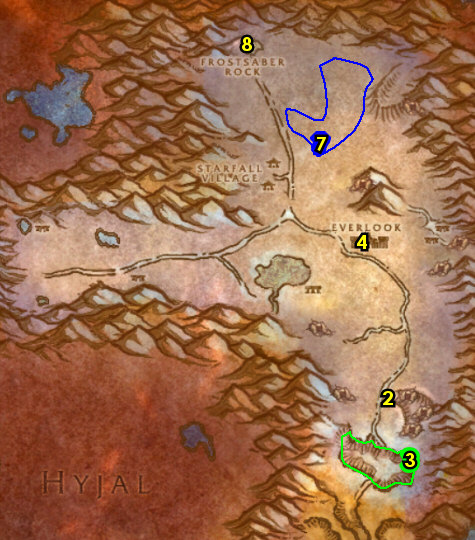 8
FROSTSABER
ROCK
7
STARFALL
VILLAGE
EVERLOOK
4
2
3
HYJAL